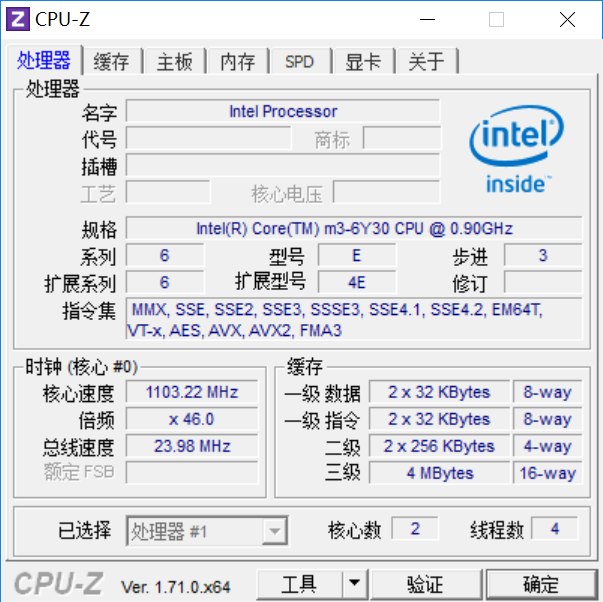 CPU-Z
处理器 缓存 主板 内存 SPD 显卡 关于
处理器
名字 Intel Processor
代号 商标
插槽
工艺 核心电压
intel inside™
规格 Intel(R) Core(TM) m3-6Y30 CPU @ 0.90GHz
系列 6 型号 E 步进 3
扩展系列 6 扩展型号 4E 修订
指令集 MMX, SSE, SSE2, SSE3, SSSE3, SSE4.1, SSE4.2, EM64T,
VT-x, AES, AVX, AVX2, FMA3
时钟 (核心 #0)
核心速度 1103.22 MHz
倍频 x 46.0
总线速度 23.98 MHz
额定 FSB
缓存
一级 数据 2 x 32 KBytes 8-way
一级 指令 2 x 32 KBytes 8-way
二级 2 x 256 KBytes 4-way
三级 4 MBytes 16-way
已选择 处理器 #1 核心数 2 线程数 4
CPU-Z Ver. 1.71.0.x64 工具 验证 确定